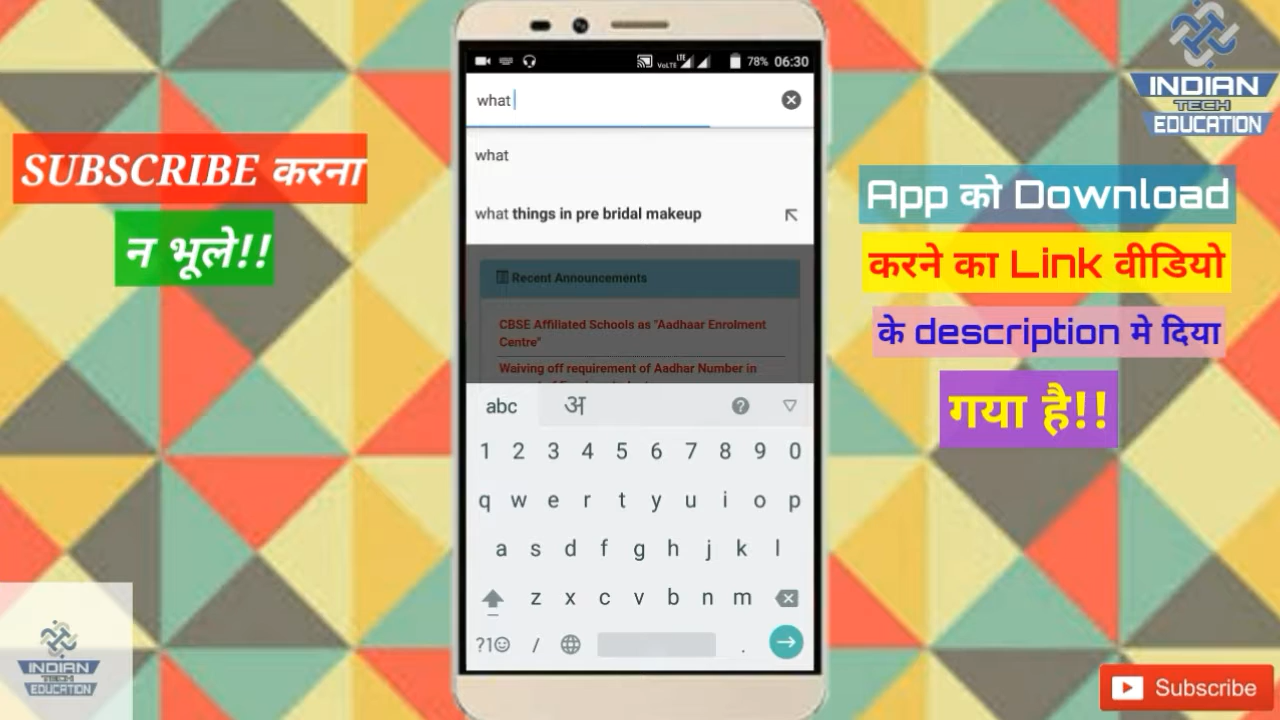 SUBSCRIBE करना
न भूले!!
VoLTE LTE 78% 06:30
what
what
what things in pre bridal makeup
Recent Announcements
CBSE Affiliated Schools as "Aadhaar Enrolment
Centre"
Waiving off requirement of Aadhar Number in
abc अ
1 2 3 4 5 6 7 8 9 0
q w e r t y u i o p
a s d f g h j k l
z x c v b n m
?1☺ / .
INDIAN
TECH
EDUCATION
App को Download
करने का Link वीडियो
के description मे दिया
गया है!!
INDIAN
TECH
EDUCATION
Subscribe